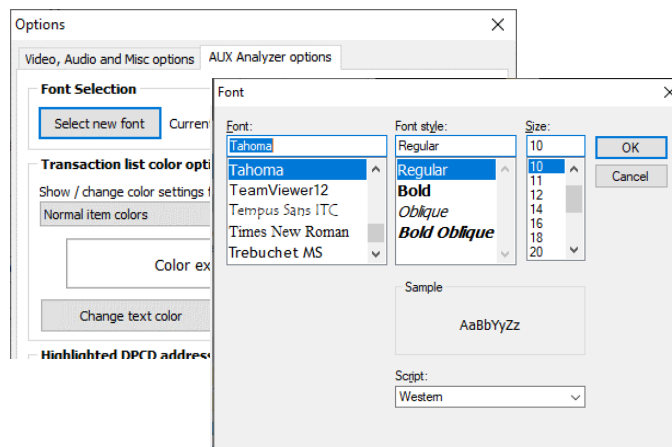 Options
Video, Audio and Misc options AUX Analyzer options
Font Selection
Select new font Curren
Transaction list color opti
Show / change color settings f
Normal item colors
Color ex
Change text color
Highlighted DPCD addres
Font
Font: Font style: Size:
Tahoma Regular 10
Tahoma Regular 10
TeamViewer12 Bold 11
Tempus Sans ITC Oblique 12
Times New Roman Bold Oblique 14
Trebuchet MS 16
18
20
OK
Cancel
Sample
AaBbYyZz
Script:
Western